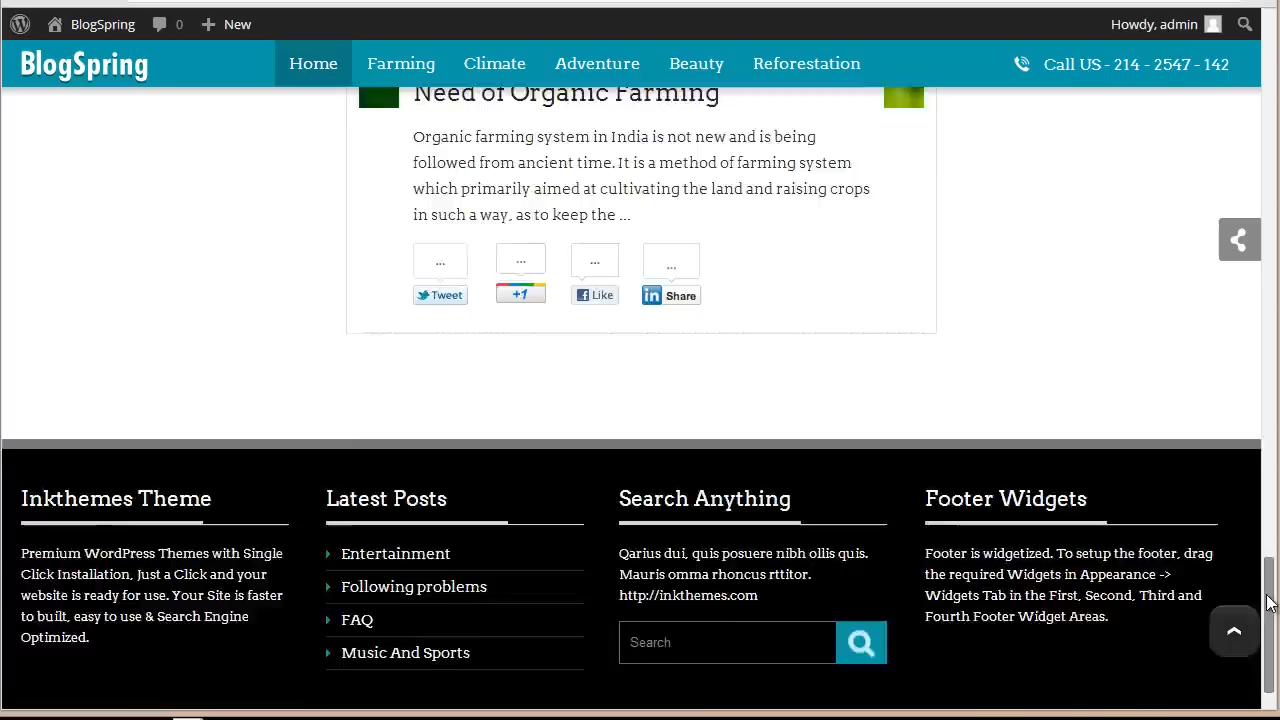 BlogSpring
0
New
Howdy, admin
BlogSpring
Home
Farming
Climate
Adventure
Beauty
Reforestation
Call US - 214 - 2547 - 142
Need of Organic Farming
Organic farming system in India is not new and is being
followed from ancient time. It is a method of farming system
which primarily aimed at cultivating the land and raising crops
in such a way, as to keep the ...
...
...
...
...
Tweet
+1
Like
in Share
Inkthemes Theme
Premium WordPress Themes with Single
Click Installation, Just a Click and your
website is ready for use. Your Site is faster
to built, easy to use & Search Engine
Optimized.
Latest Posts
Entertainment
Following problems
FAQ
Music And Sports
Search Anything
Qarius dui, quis posuere nibh ollis quis.
Mauris omma rhoncus rttitor.
http://inkthemes.com
Search
Footer Widgets
Footer is widgetized. To setup the footer, drag
the required Widgets in Appearance ->
Widgets Tab in the First, Second, Third and
Fourth Footer Widget Areas.